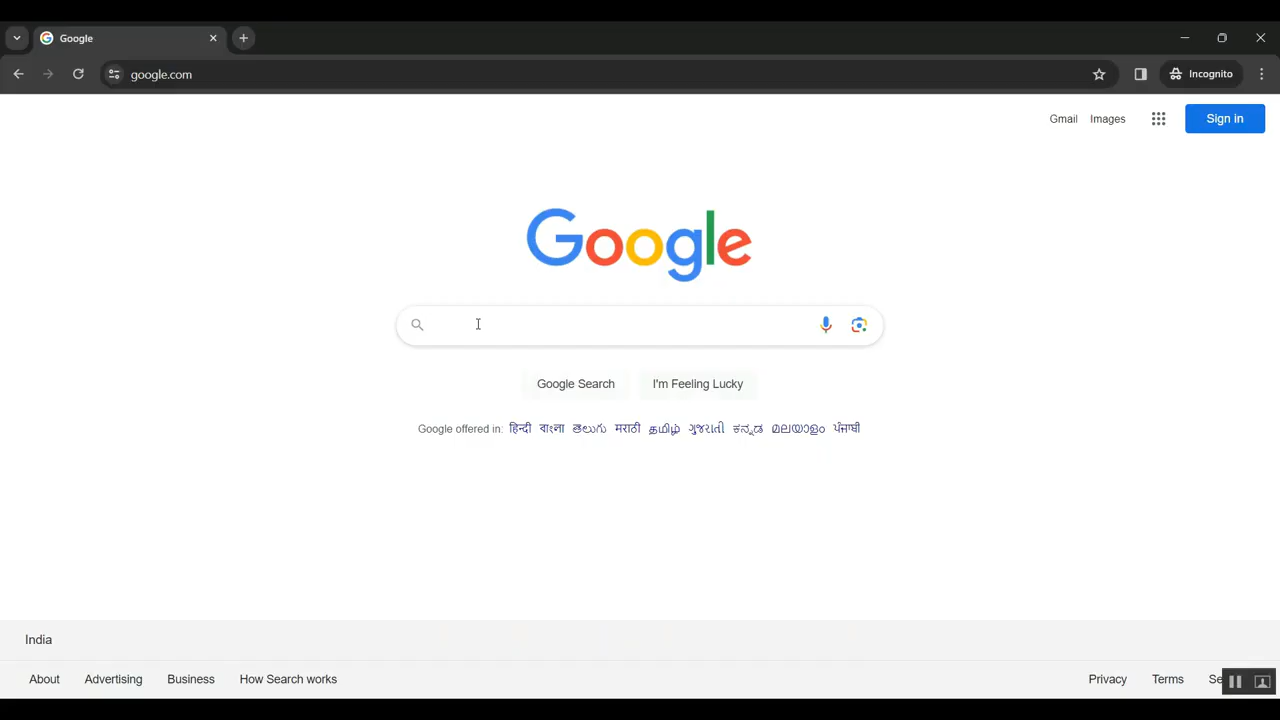 Google
google.com
Incognito
Gmail Images Sign in
Google
Google Search I'm Feeling Lucky
Google offered in: हिन्दी বাংলা తెలుగు मराठी தமிழ் ગુજરાતી ಕನ್ನಡ മലയാളം ਪੰਜਾਬੀ
India
About Advertising Business How Search works Privacy Terms Se